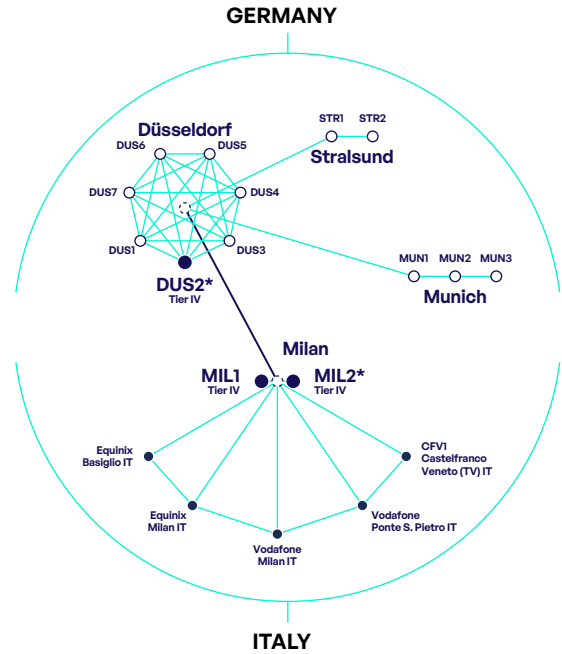 GERMANY
STR1
STR2
Stralsund
Düsseldorf
DUS6
DUS5
DUS7
DUS4
DUS1
DUS3
DUS2*
Tier IV
MUN1
MUN2
MUN3
Munich
Milan
MIL1
Tier IV
MIL2*
Tier IV
Equinix
Basiglio IT
CFV1
Castelfranco
Veneto (TV) IT
Equinix
Milan IT
Vodafone
Ponte S. Pietro IT
Vodafone
Milan IT
ITALY